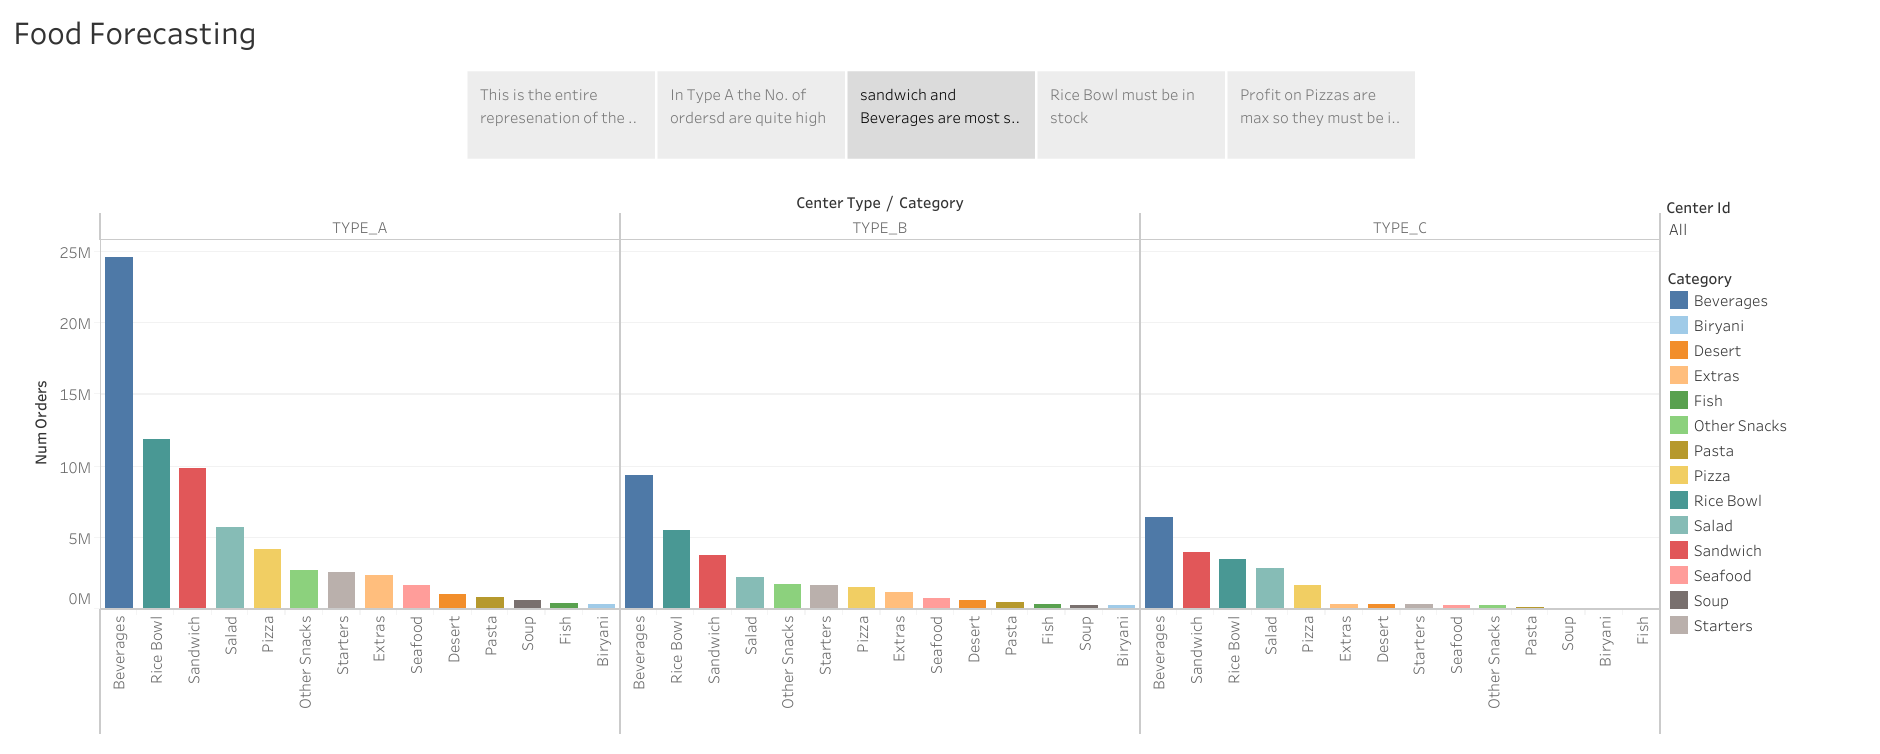 Food Forecasting
This is the entire
represenation of the ..
In Type A the No. of
ordersd are quite high
sandwich and
Beverages are most s..
Rice Bowl must be in
stock
Profit on Pizzas are
max so they must be i..
Center Type / Category
TYPE_A
TYPE_B
TYPE_C
Num Orders
25M
20M
15M
10M
5M
0M
Beverages
Rice Bowl
Sandwich
Salad
Pizza
Other Snacks
Starters
Extras
Seafood
Desert
Pasta
Soup
Fish
Biryani
Beverages
Rice Bowl
Sandwich
Salad
Other Snacks
Starters
Pizza
Extras
Seafood
Desert
Pasta
Fish
Soup
Biryani
Beverages
Sandwich
Rice Bowl
Salad
Pizza
Extras
Desert
Starters
Seafood
Other Snacks
Pasta
Soup
Biryani
Fish
Center Id
All
Category
Beverages
Biryani
Desert
Extras
Fish
Other Snacks
Pasta
Pizza
Rice Bowl
Salad
Sandwich
Seafood
Soup
Starters